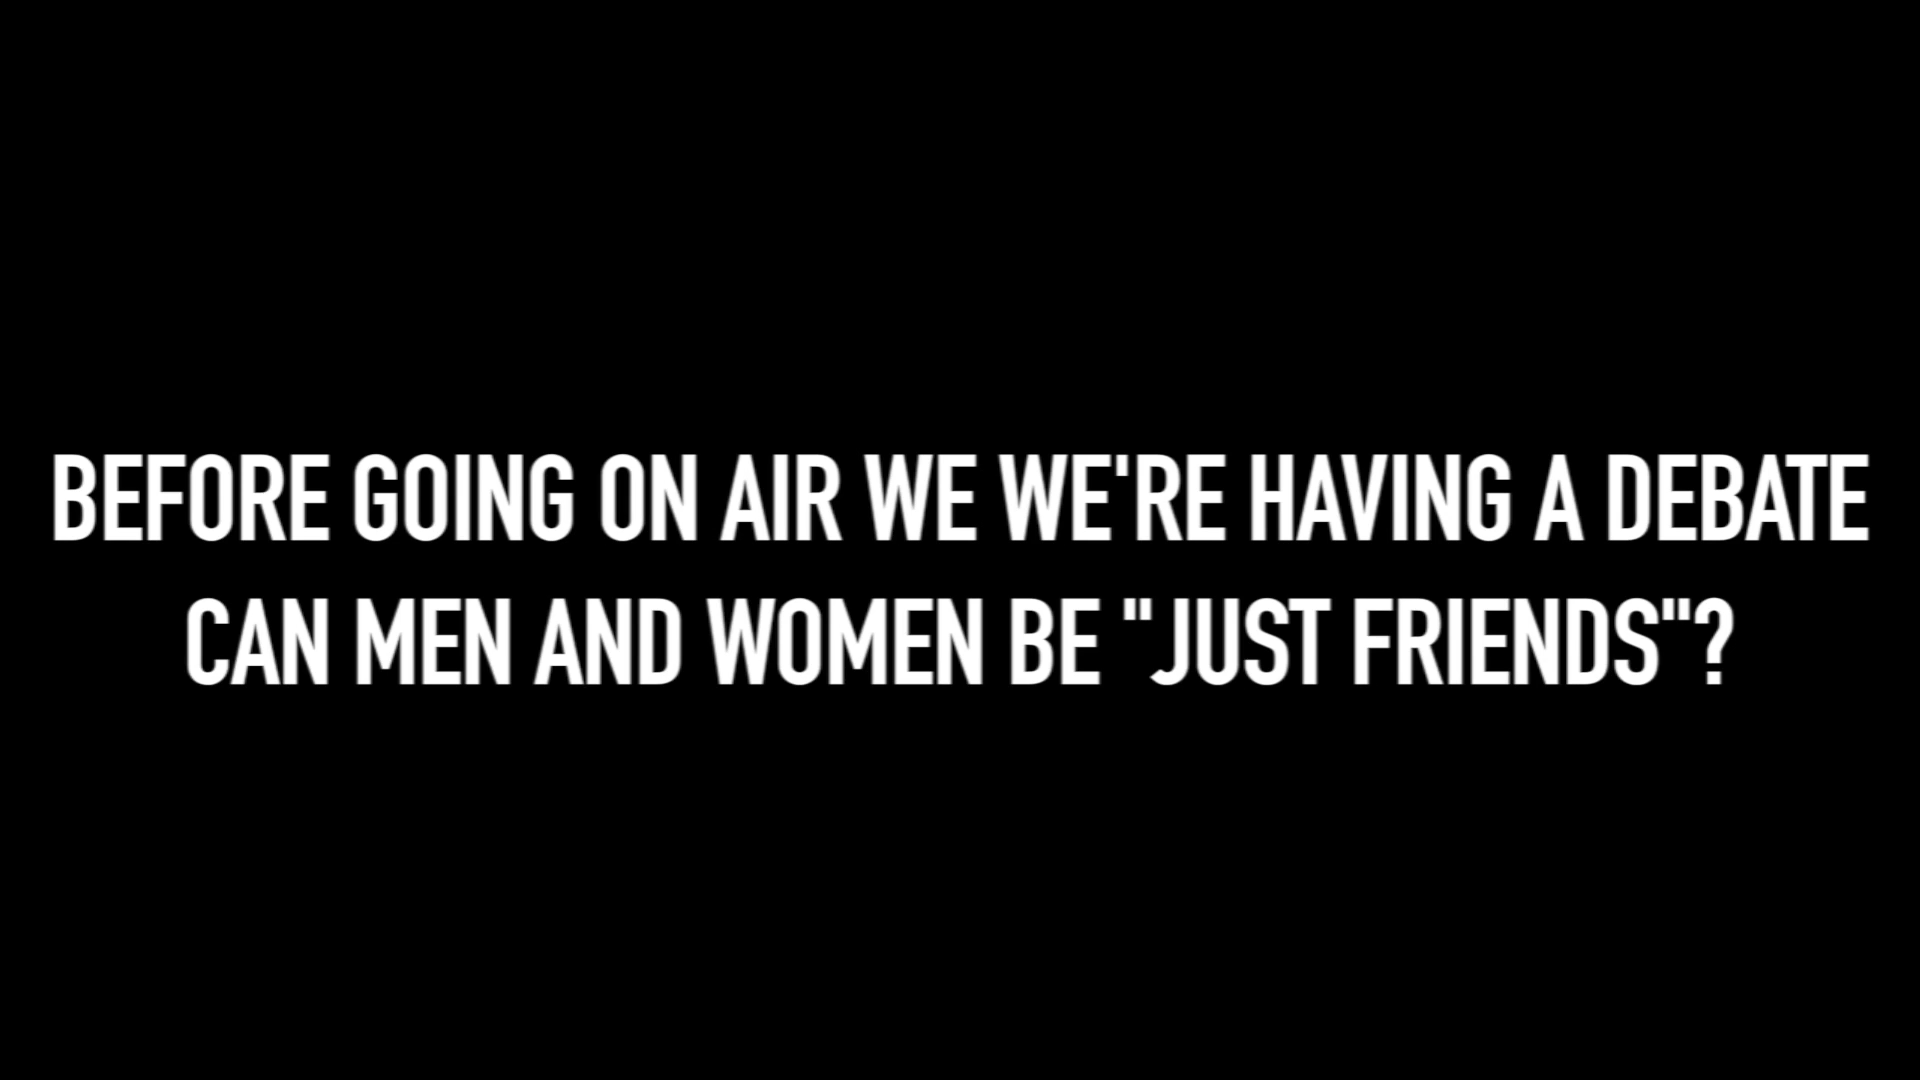 BEFORE GOING ON AIR WE WE'RE HAVING A DEBATE
CAN MEN AND WOMEN BE "JUST FRIENDS"?